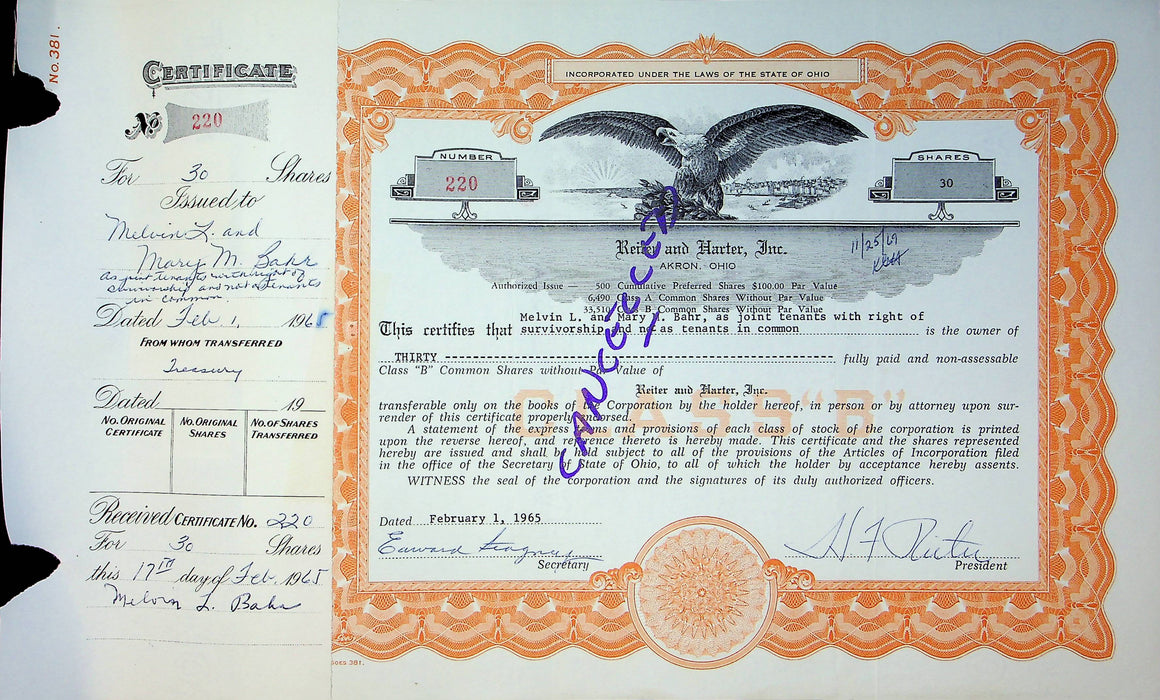 No. 381.
CERTIFICATE
No 220
For 30 Shares
Issued to
Melvin L. and
Mary M. Bahr
as joint tenants with right of
survivorship and not as tenants
in common.
Dated Feb 1, 1965
FROM WHOM TRANSFERRED
Treasury
Dated 19
NO. ORIGINAL CERTIFICATE
NO. ORIGINAL SHARES
NO. OF SHARES TRANSFERRED
Received CERTIFICATE NO. 220
For 30 Shares
this 17TH day of Feb. 1965
Melvin L. Bahr
INCORPORATED UNDER THE LAWS OF THE STATE OF OHIO
NUMBER
220
SHARES
30
Reiter and Harter, Inc.
AKRON, OHIO
11/25/69
Authorized Issue — 500 Cumulative Preferred Shares $100.00 Par Value
6,490 Class A Common Shares Without Par Value
33,510 Class B Common Shares Without Par Value
Melvin L. and Mary M. Bahr, as joint tenants with right of
This certifies that survivorship and not as tenants in common is the owner of
THIRTY fully paid and non-assessable
Class "B" Common Shares without Par Value of
Reiter and Harter, Inc.
CLASS "B"
transferable only on the books of the Corporation by the holder hereof, in person or by attorney upon sur-
render of this certificate properly endorsed.
A statement of the express terms and provisions of each class of stock of the corporation is printed
upon the reverse hereof, and reference thereto is hereby made. This certificate and the shares represented
hereby are issued and shall be held subject to all of the provisions of the Articles of Incorporation filed
in the office of the Secretary of State of Ohio, to all of which the holder by acceptance hereby assents.
WITNESS the seal of the corporation and the signatures of its duly authorized officers.
CANCELLED
Dated February 1, 1965
Edward
Secretary
H F Reiter
President
GOES 381.